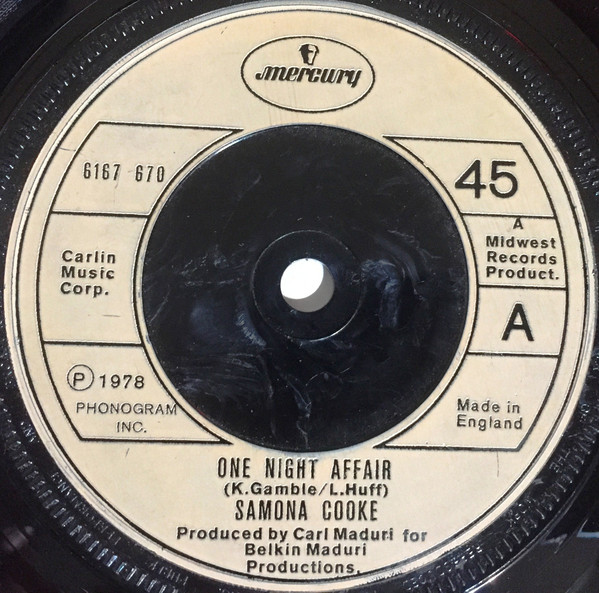 mercury
6167 670
45
A
Midwest
Records
Product.
Carlin
Music
Corp.
A
Ⓟ 1978
PHONOGRAM
INC.
Made in
England
ONE NIGHT AFFAIR
(K.Gamble/L.Huff)
SAMONA COOKE
Produced by Carl Maduri for
Belkin Maduri
Productions.